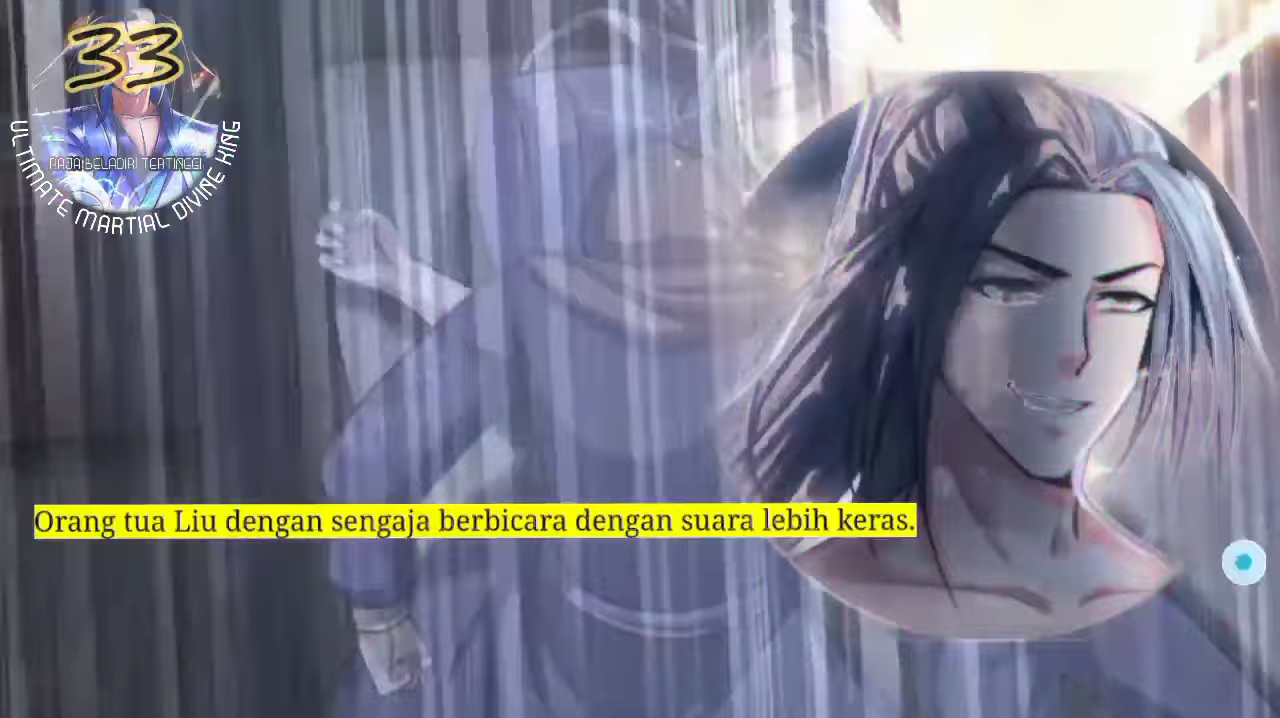 33
RAJA BELADIRI TERTINGGI
ULTIMATE MARTIAL DIVINE KING
Orang tua Liu dengan sengaja berbicara dengan suara lebih keras.